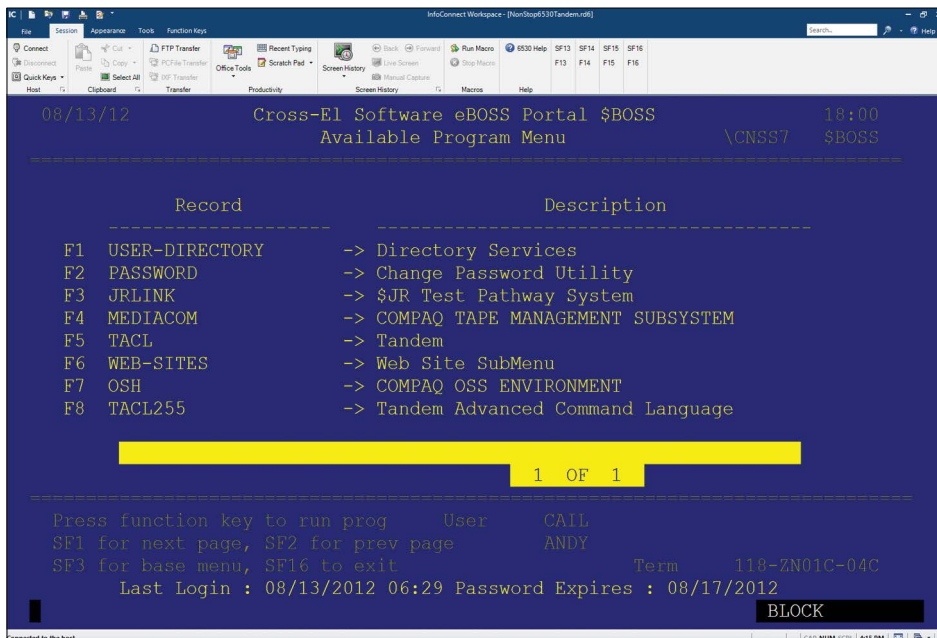 IC InfoConnect Workspace - [NonStop6530Tandem.rd6]
File Session Appearance Tools Function Keys Search... Help
Connect Cut FTP Transfer Recent Typing Back Forward Run Macro 6530 Help SF13 SF14 SF15 SF16
Disconnect Paste Copy PCFile Transfer Office Tools Scratch Pad Screen History Live Screen Stop Macro F13 F14 F15 F16
Quick Keys Select All IXF Transfer Manual Capture
Host Clipboard Transfer Productivity Screen History Macros Help
08/13/12 Cross-El Software eBOSS Portal $BOSS 18:00
Available Program Menu \CNSS7 $BOSS
Record Description
F1 USER-DIRECTORY -> Directory Services
F2 PASSWORD -> Change Password Utility
F3 JRLINK -> $JR Test Pathway System
F4 MEDIACOM -> COMPAQ TAPE MANAGEMENT SUBSYSTEM
F5 TACL -> Tandem
F6 WEB-SITES -> Web Site SubMenu
F7 OSH -> COMPAQ OSS ENVIRONMENT
F8 TACL255 -> Tandem Advanced Command Language
1 OF 1
Press function key to run prog User CAIL
SF1 for next page, SF2 for prev page ANDY
SF3 for base menu, SF16 to exit Term 118-ZN01C-04C
Last Login : 08/13/2012 06:29 Password Expires : 08/17/2012
BLOCK
Connected to the host CAP NUM SCRL 4:15 PM